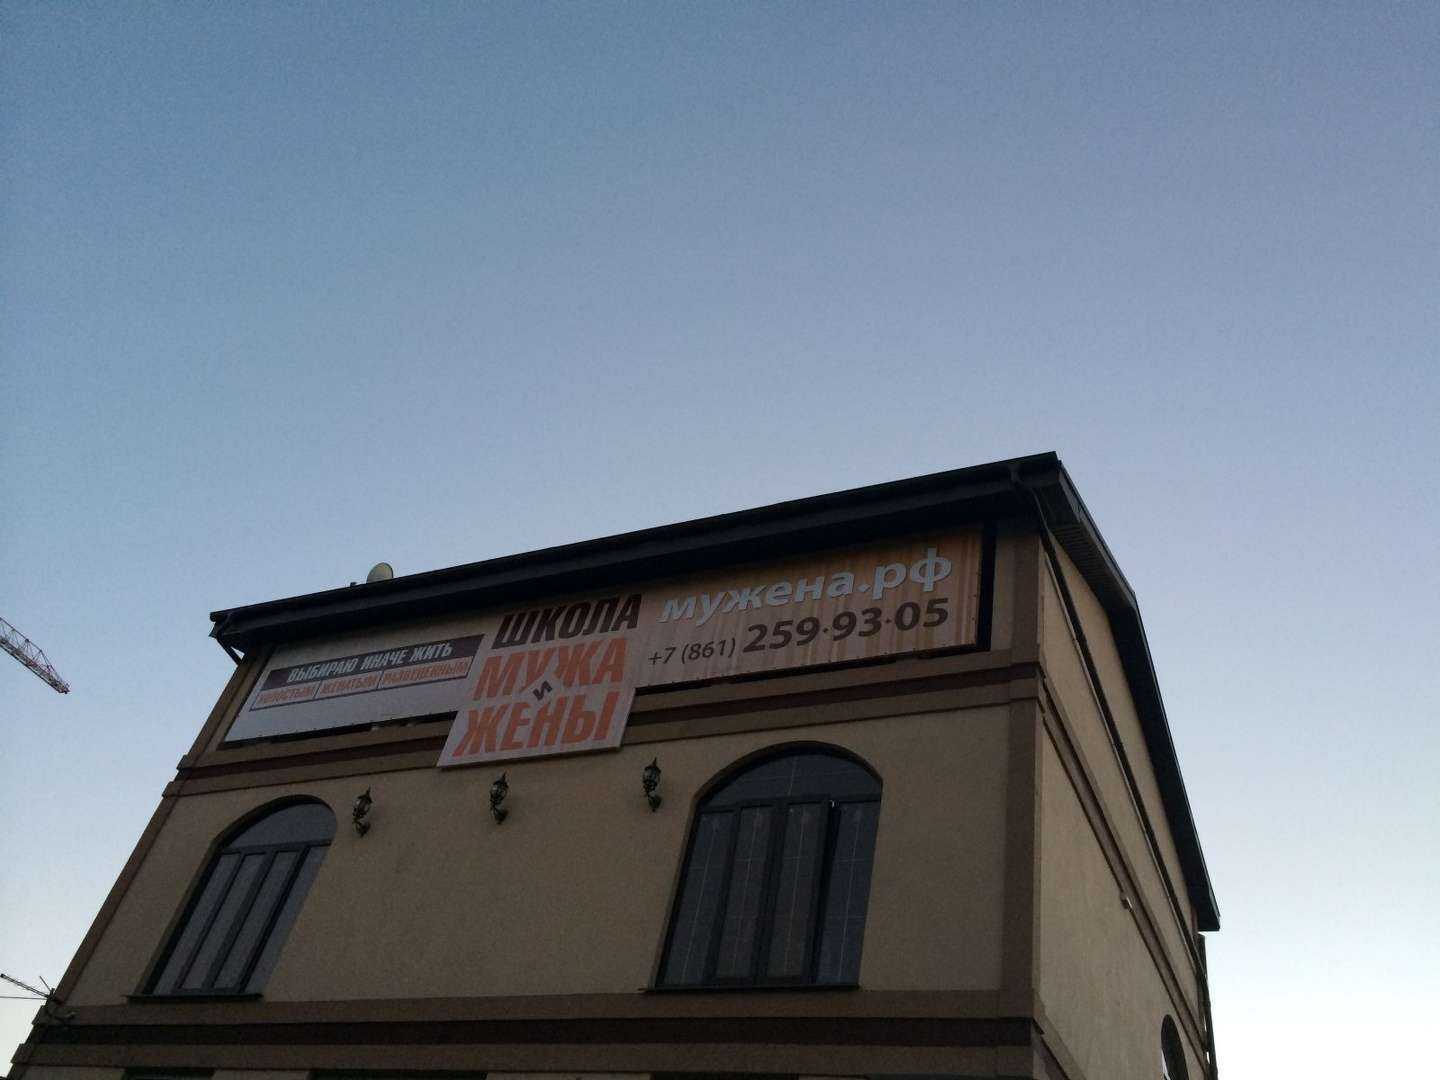 ВЫБИРАЮ ИНАЧЕ ЖИТЬ
ХОЛОСТЫМ ЖЕНАТЫМ РАЗВЕДЕННЫМ
ШКОЛА
МУЖА
И
ЖЕНЫ
мужена.рф
+7 (861) 259·93·05